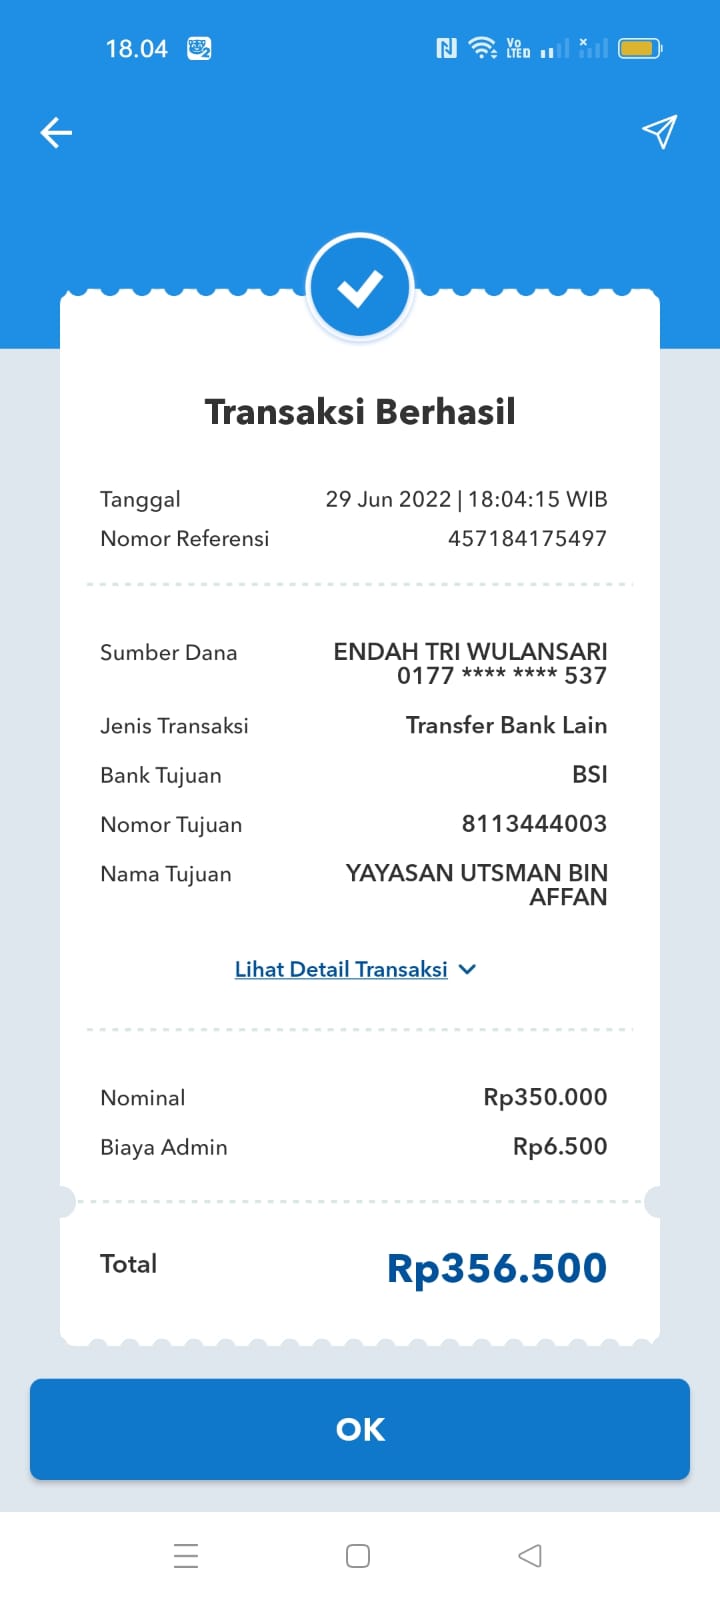 18.04
Vo
LTED
Transaksi Berhasil
Tanggal 29 Jun 2022 | 18:04:15 WIB
Nomor Referensi 457184175497
Sumber Dana ENDAH TRI WULANSARI
0177 **** **** 537
Jenis Transaksi Transfer Bank Lain
Bank Tujuan BSI
Nomor Tujuan 8113444003
Nama Tujuan YAYASAN UTSMAN BIN
AFFAN
Lihat Detail Transaksi
Nominal Rp350.000
Biaya Admin Rp6.500
Total Rp356.500
OK